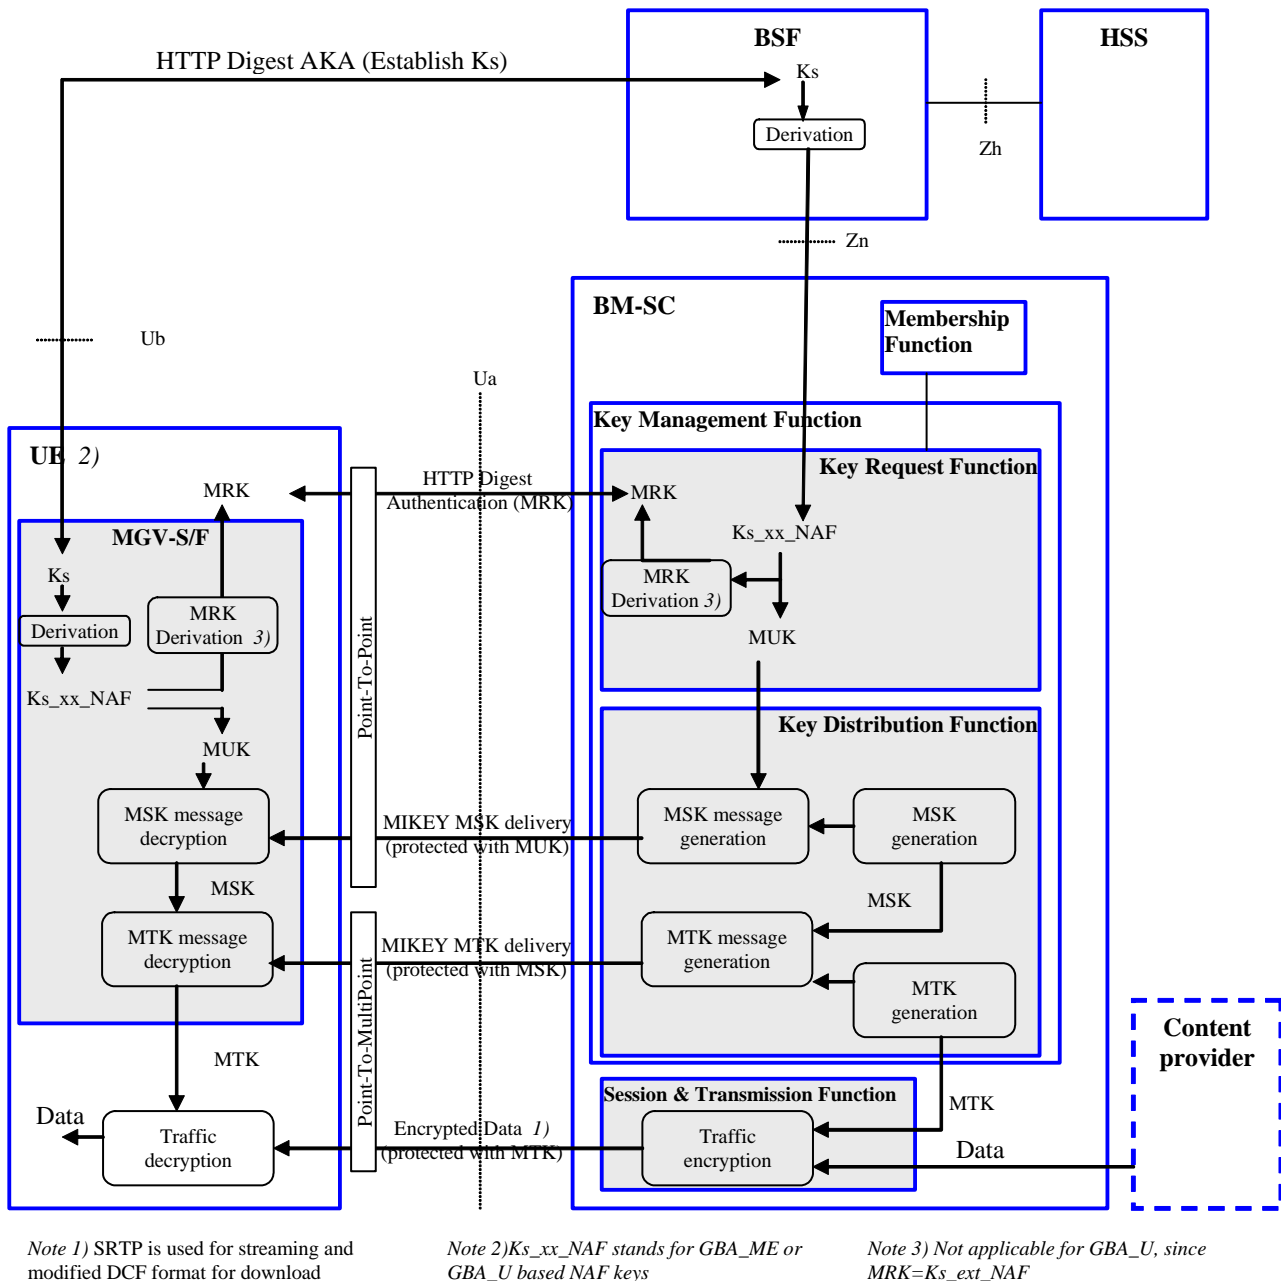 BSF
HSS
HTTP Digest AKA (Establish Ks)
Ks
Derivation
Zh
Zn
BM-SC
Membership
Function
Ub
Ua
Key Management Function
UE 2)
Key Request Function
HTTP Digest
Authentication (MRK)
MRK
MRK
MGV-S/F
Ks_xx_NAF
Ks
MRK
Derivation 3)
MRK
Derivation 3)
Derivation
MUK
Ks_xx_NAF
Point-To-Point
MUK
Key Distribution Function
MSK message
decryption
MIKEY MSK delivery
(protected with MUK)
MSK message
generation
MSK
generation
MSK
MSK
MTK message
decryption
MIKEY MTK delivery
(protected with MSK)
MTK message
generation
MTK
generation
Content
provider
MTK
Point-To-MultiPoint
Session & Transmission Function
MTK
Data
Traffic
decryption
Encrypted Data 1)
(protected with MTK)
Traffic
encryption
Data
Note 1) SRTP is used for streaming and
modified DCF format for download
Note 2)Ks_xx_NAF stands for GBA_ME or
GBA_U based NAF keys
Note 3) Not applicable for GBA_U, since
MRK=Ks_ext_NAF